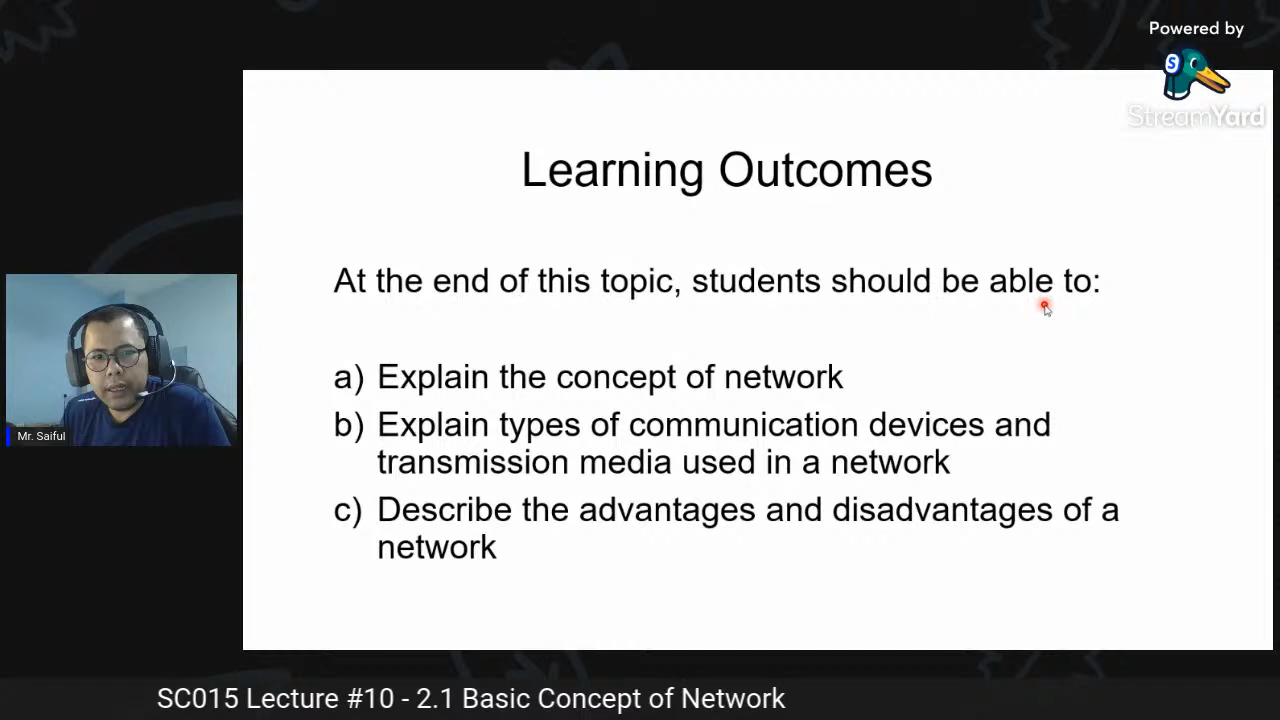 Powered by
StreamYard
Learning Outcomes
At the end of this topic, students should be able to:
a) Explain the concept of network
b) Explain types of communication devices and
transmission media used in a network
c) Describe the advantages and disadvantages of a
network
Mr. Saiful
SC015 Lecture #10 - 2.1 Basic Concept of Network